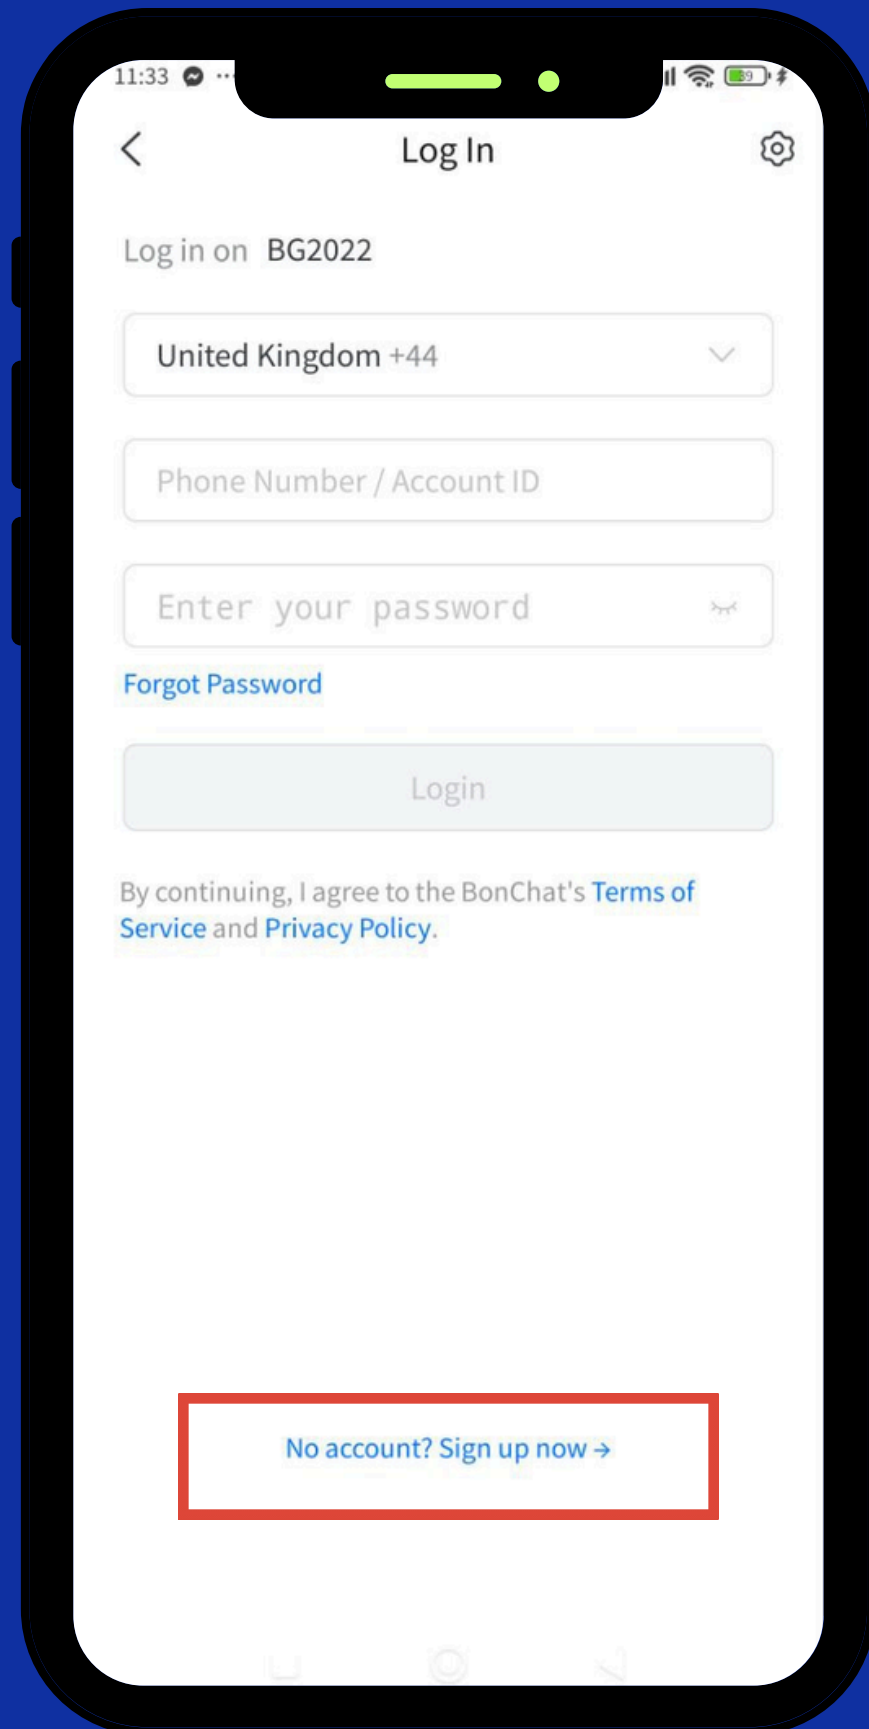 11:33
89
Log In
Log in on BG2022
United Kingdom +44
Phone Number / Account ID
Enter your password
Forgot Password
Login
By continuing, I agree to the BonChat's Terms of
Service and Privacy Policy.
No account? Sign up now →